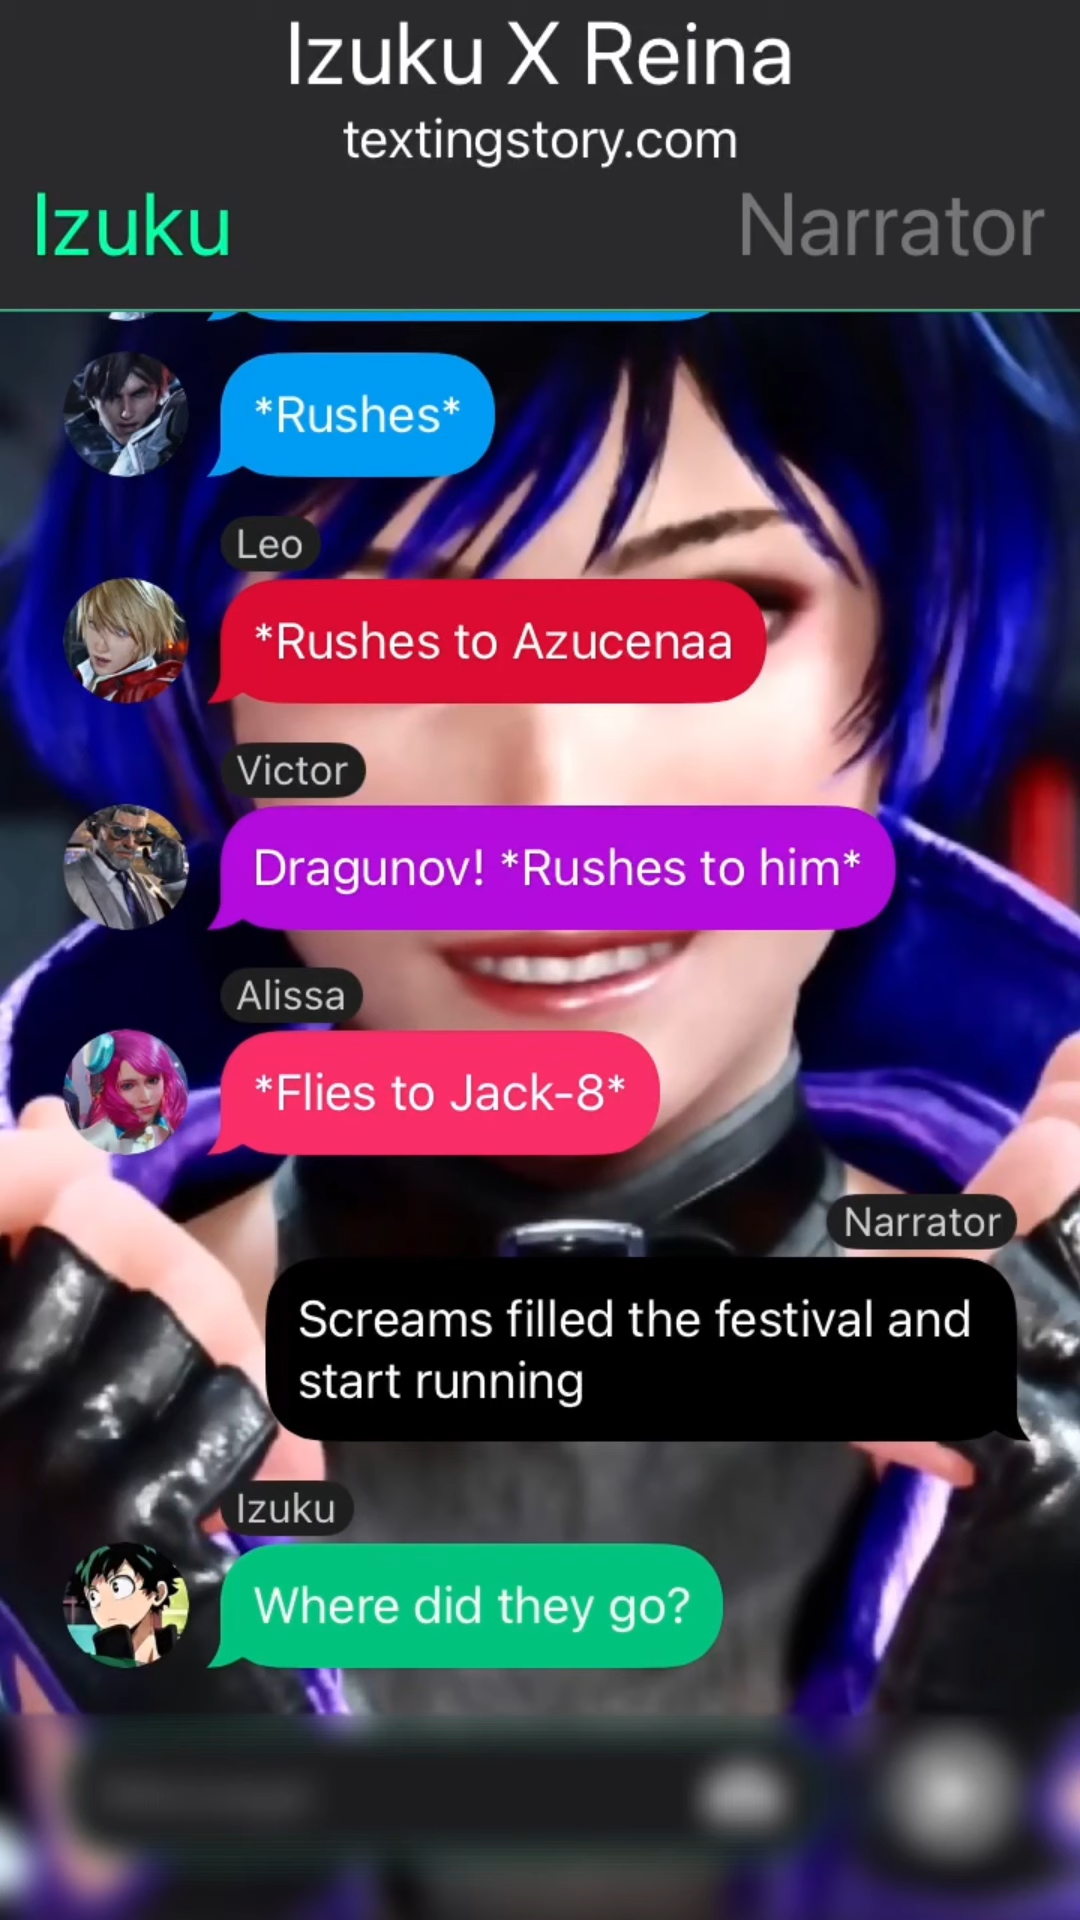 Izuku X Reina
textingstory.com
Izuku
Narrator
*Rushes*
Leo
*Rushes to Azucenaa
Victor
Dragunov! *Rushes to him*
Alissa
*Flies to Jack-8*
Narrator
Screams filled the festival and
start running
Izuku
Where did they go?